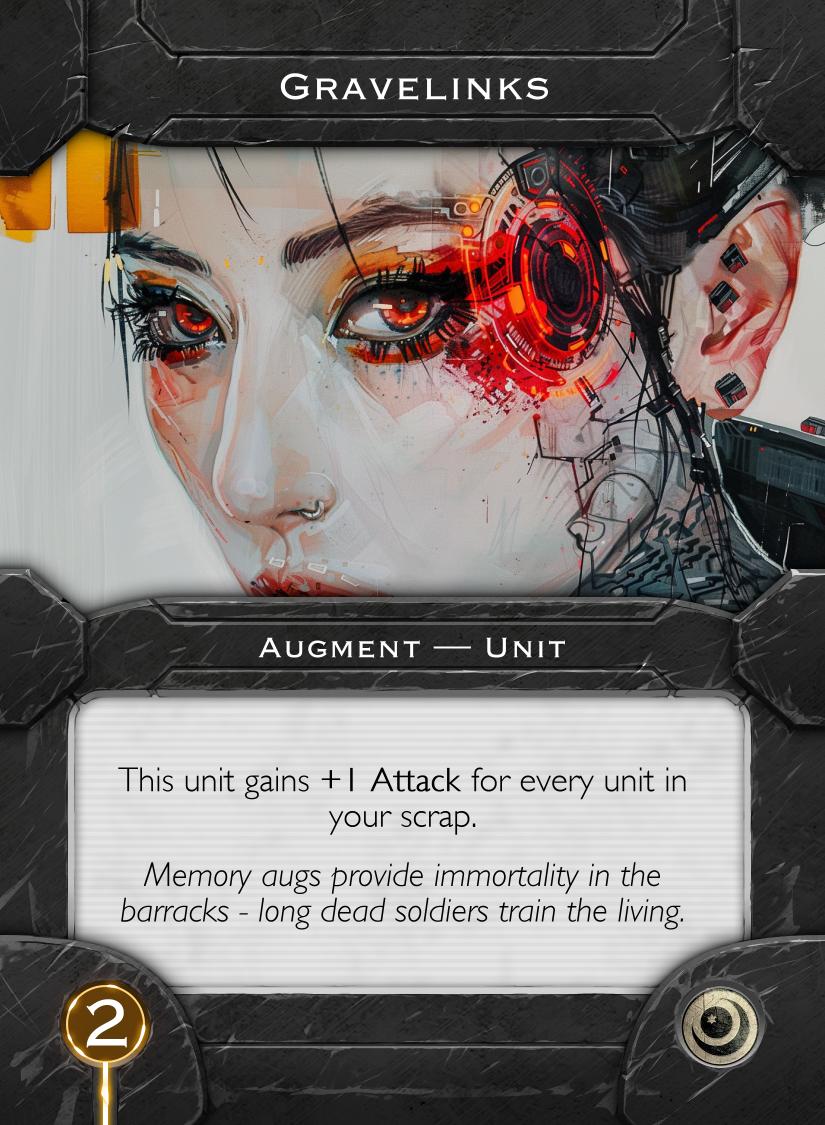 Gravelinks
Augment — Unit
This unit gains +1 Attack for every unit in
your scrap.
Memory augs provide immortality in the
barracks - long dead soldiers train the living.
2